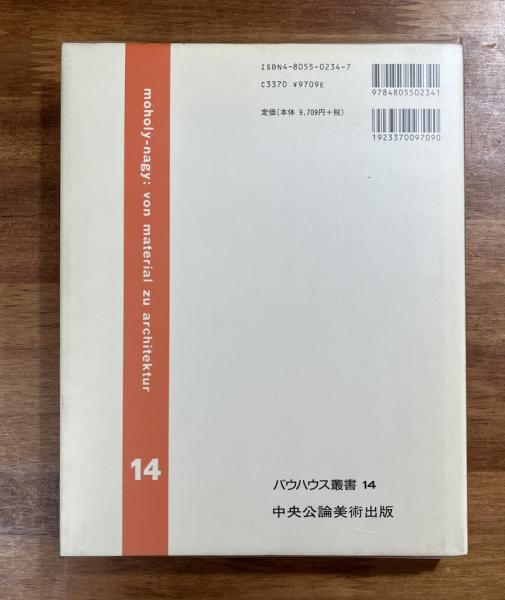 ISBN4-8055-0234-7
C3370 ¥9709E
定価(本体 9,709円+税)
9784805502341
1923370097090
moholy-nagy: von material zu architektur
14
バウハウス叢書 14
中央公論美術出版